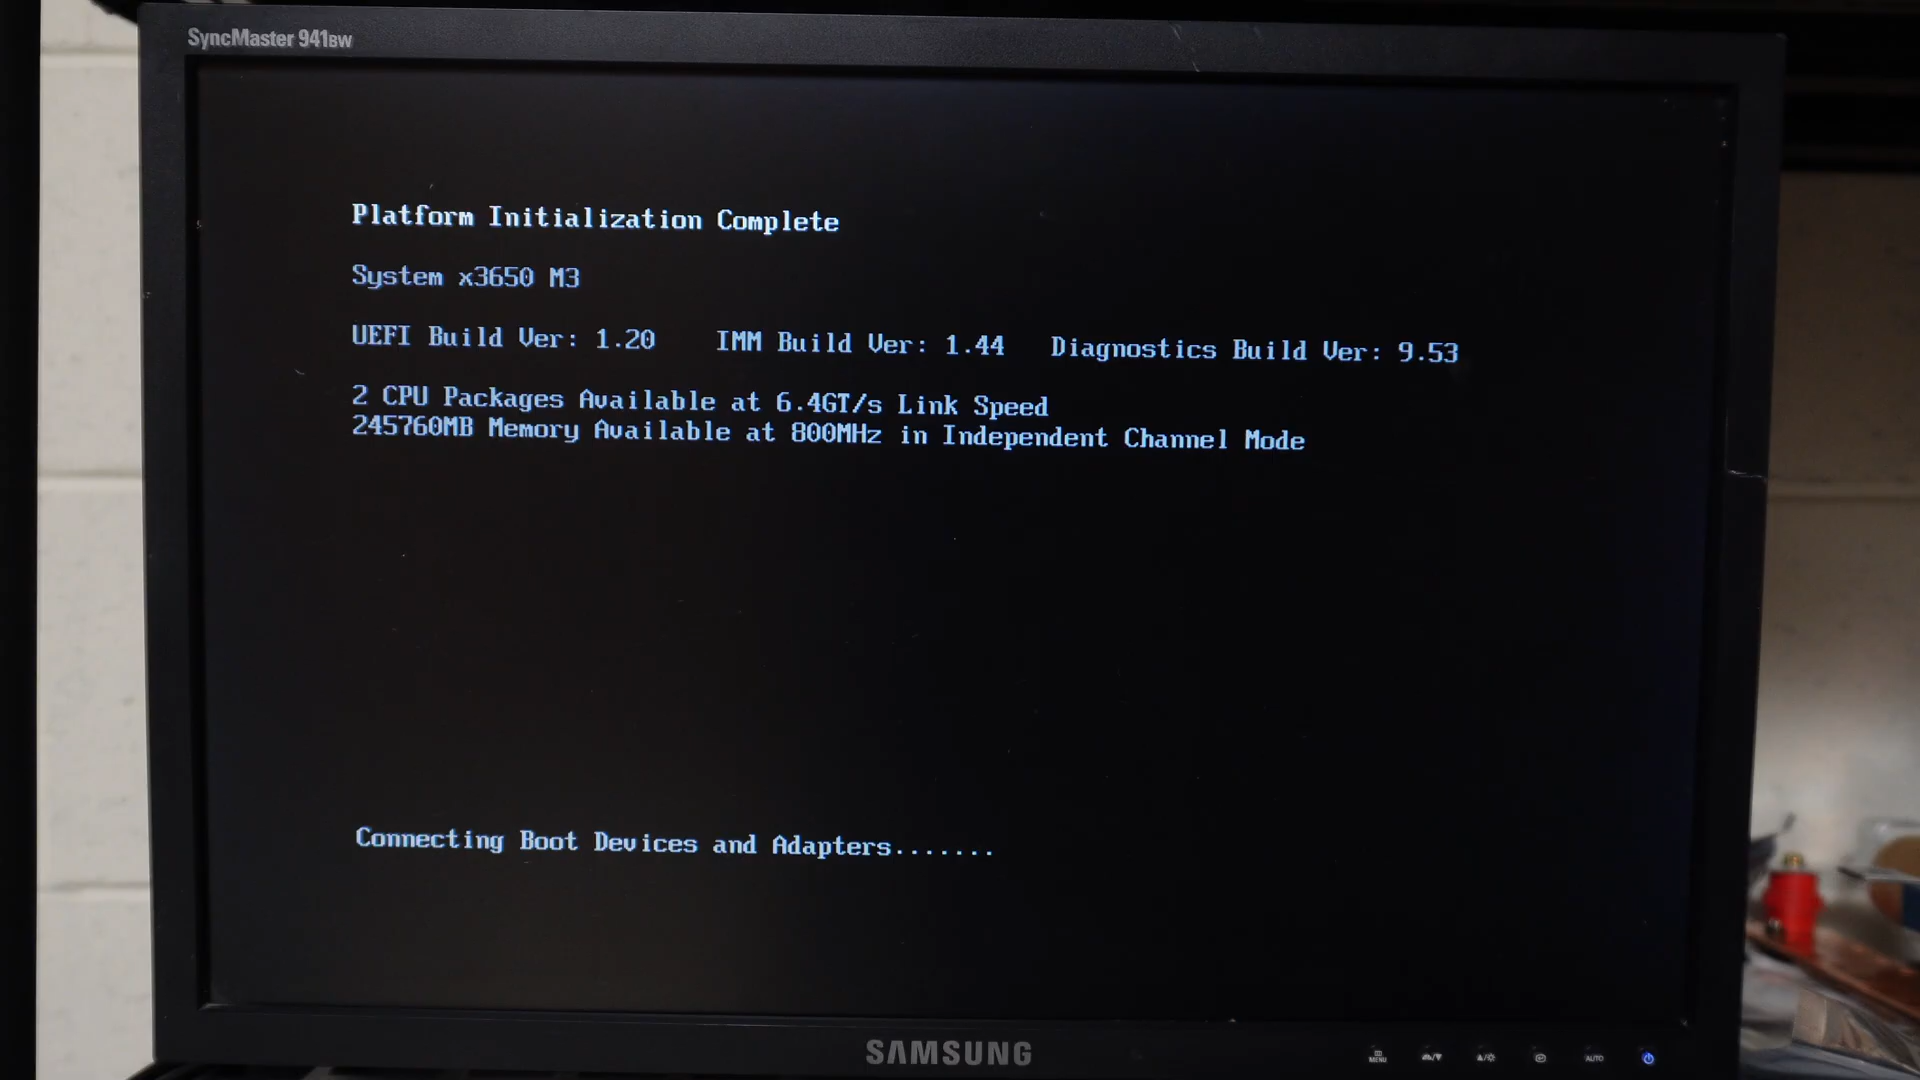 SyncMaster 941BW
Platform Initialization Complete
System x3650 M3
UEFI Build Ver: 1.20    IMM Build Ver: 1.44   Diagnostics Build Ver: 9.53
2 CPU Packages Available at 6.4GT/s Link Speed
245760MB Memory Available at 800MHz in Independent Channel Mode
Connecting Boot Devices and Adapters.......
SAMSUNG
MENU
AUTO